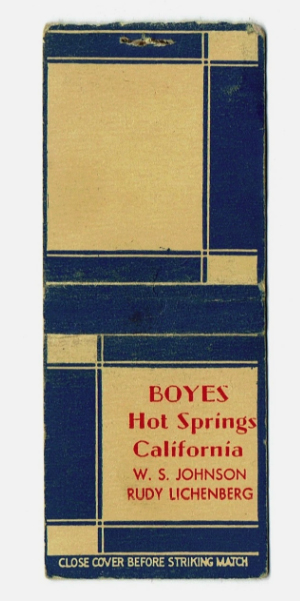 BOYES
Hot Springs
California
W. S. JOHNSON
RUDY LICHENBERG
CLOSE COVER BEFORE STRIKING MATCH